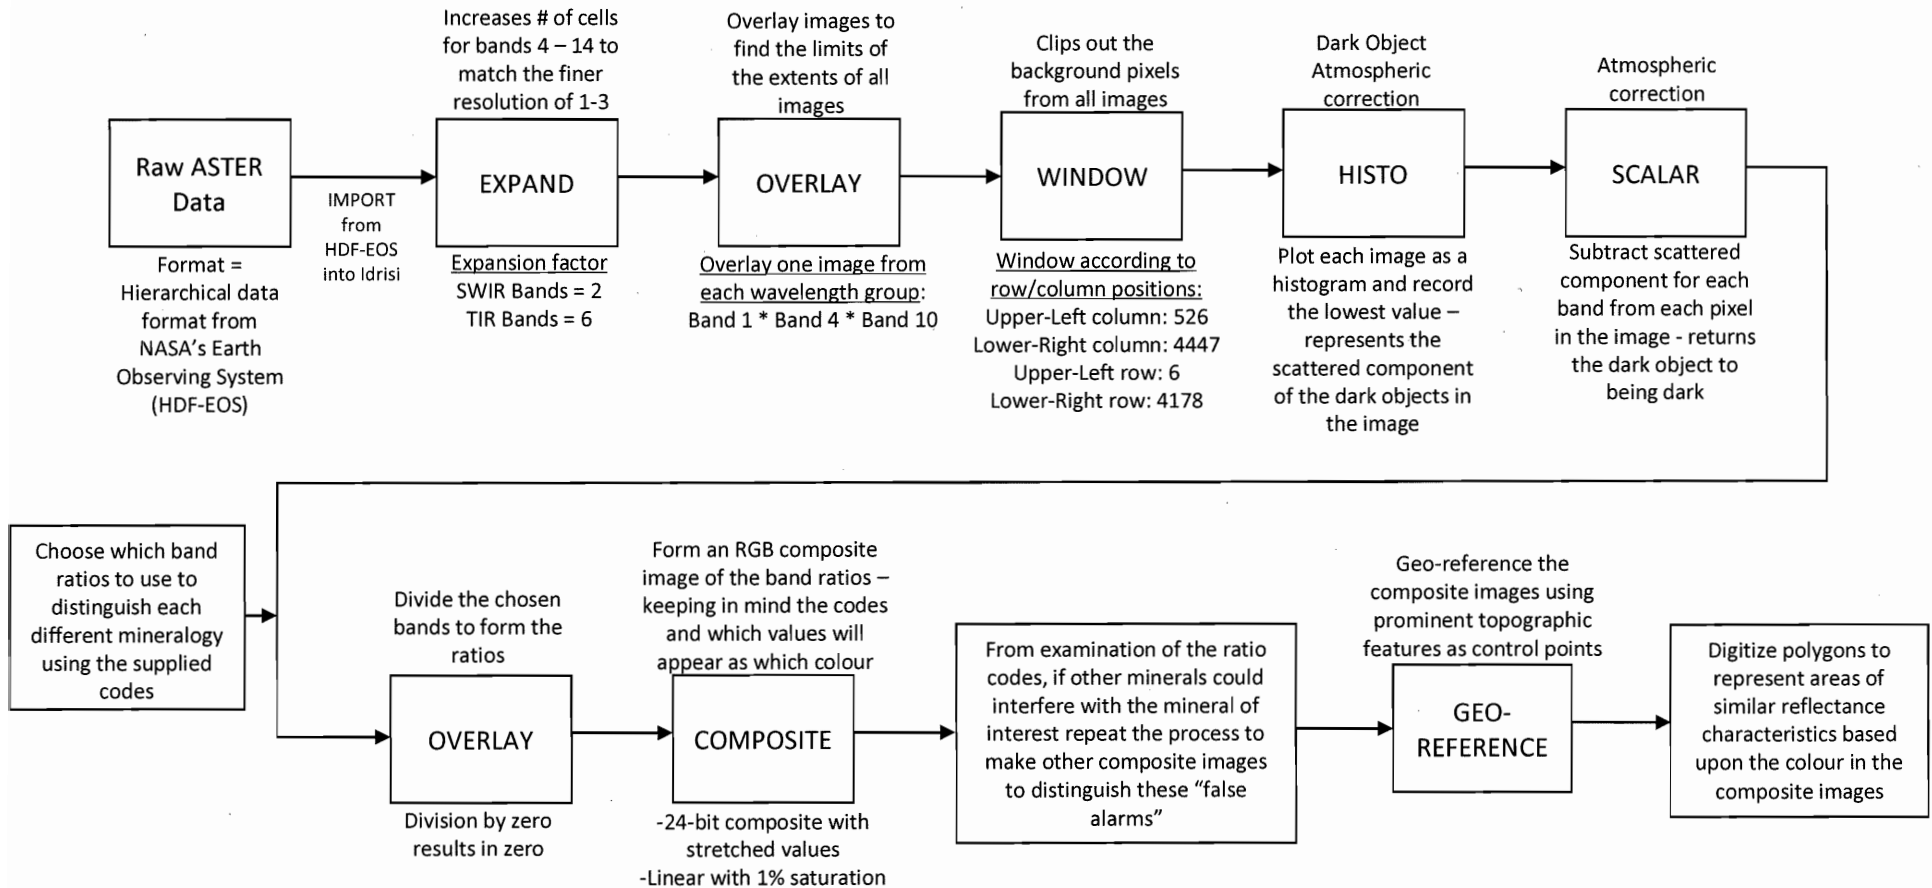 Raw ASTER
Data
Format =
Hierarchical data
format from
NASA's Earth
Observing System
(HDF-EOS)
IMPORT
from
HDF-EOS
into Idrisi
Increases # of cells
for bands 4 – 14 to
match the finer
resolution of 1-3
EXPAND
Expansion factor
SWIR Bands = 2
TIR Bands = 6
Overlay images to
find the limits of
the extents of all
images
OVERLAY
Overlay one image from
each wavelength group:
Band 1 * Band 4 * Band 10
Clips out the
background pixels
from all images
WINDOW
Window according to
row/column positions:
Upper-Left column: 526
Lower-Right column: 4447
Upper-Left row: 6
Lower-Right row: 4178
Dark Object
Atmospheric
correction
HISTO
Plot each image as a
histogram and record
the lowest value –
represents the
scattered component
of the dark objects in
the image
Atmospheric
correction
SCALAR
Subtract scattered
component for each
band from each pixel
in the image - returns
the dark object to
being dark
Choose which band
ratios to use to
distinguish each
different mineralogy
using the supplied
codes
Divide the chosen
bands to form the
ratios
OVERLAY
Division by zero
results in zero
Form an RGB composite
image of the band ratios –
keeping in mind the codes
and which values will
appear as which colour
COMPOSITE
-24-bit composite with
stretched values
-Linear with 1% saturation
From examination of the ratio
codes, if other minerals could
interfere with the mineral of
interest repeat the process to
make other composite images
to distinguish these “false
alarms”
Geo-reference the
composite images using
prominent topographic
features as control points
GEO-
REFERENCE
Digitize polygons to
represent areas of
similar reflectance
characteristics based
upon the colour in the
composite images